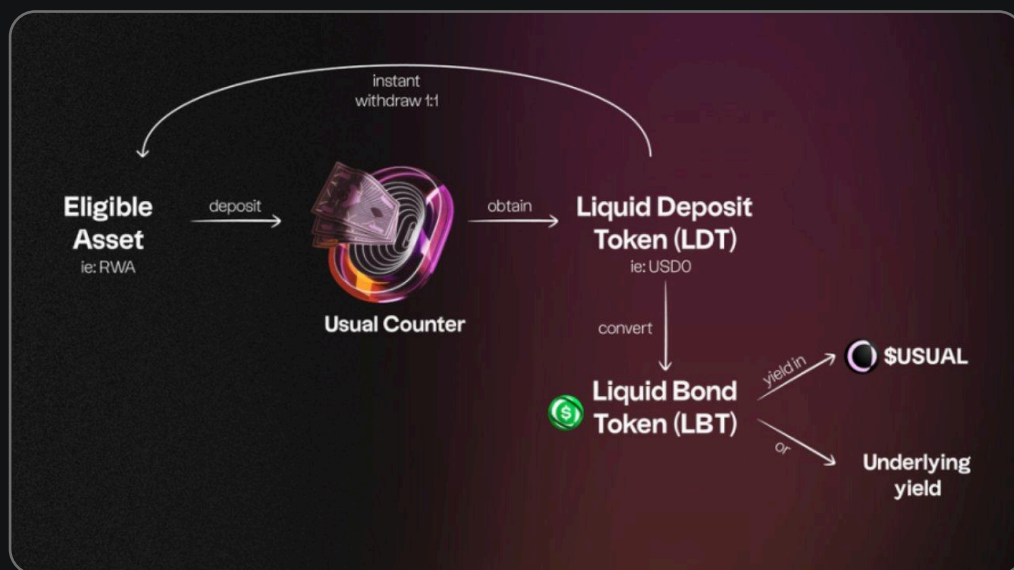 instant
withdraw 1:1
Eligible
Asset
ie: RWA
deposit
Usual Counter
obtain
Liquid Deposit
Token (LDT)
ie: USD0
convert
$
Liquid Bond
Token (LBT)
yield in
$USUAL
or
Underlying
yield